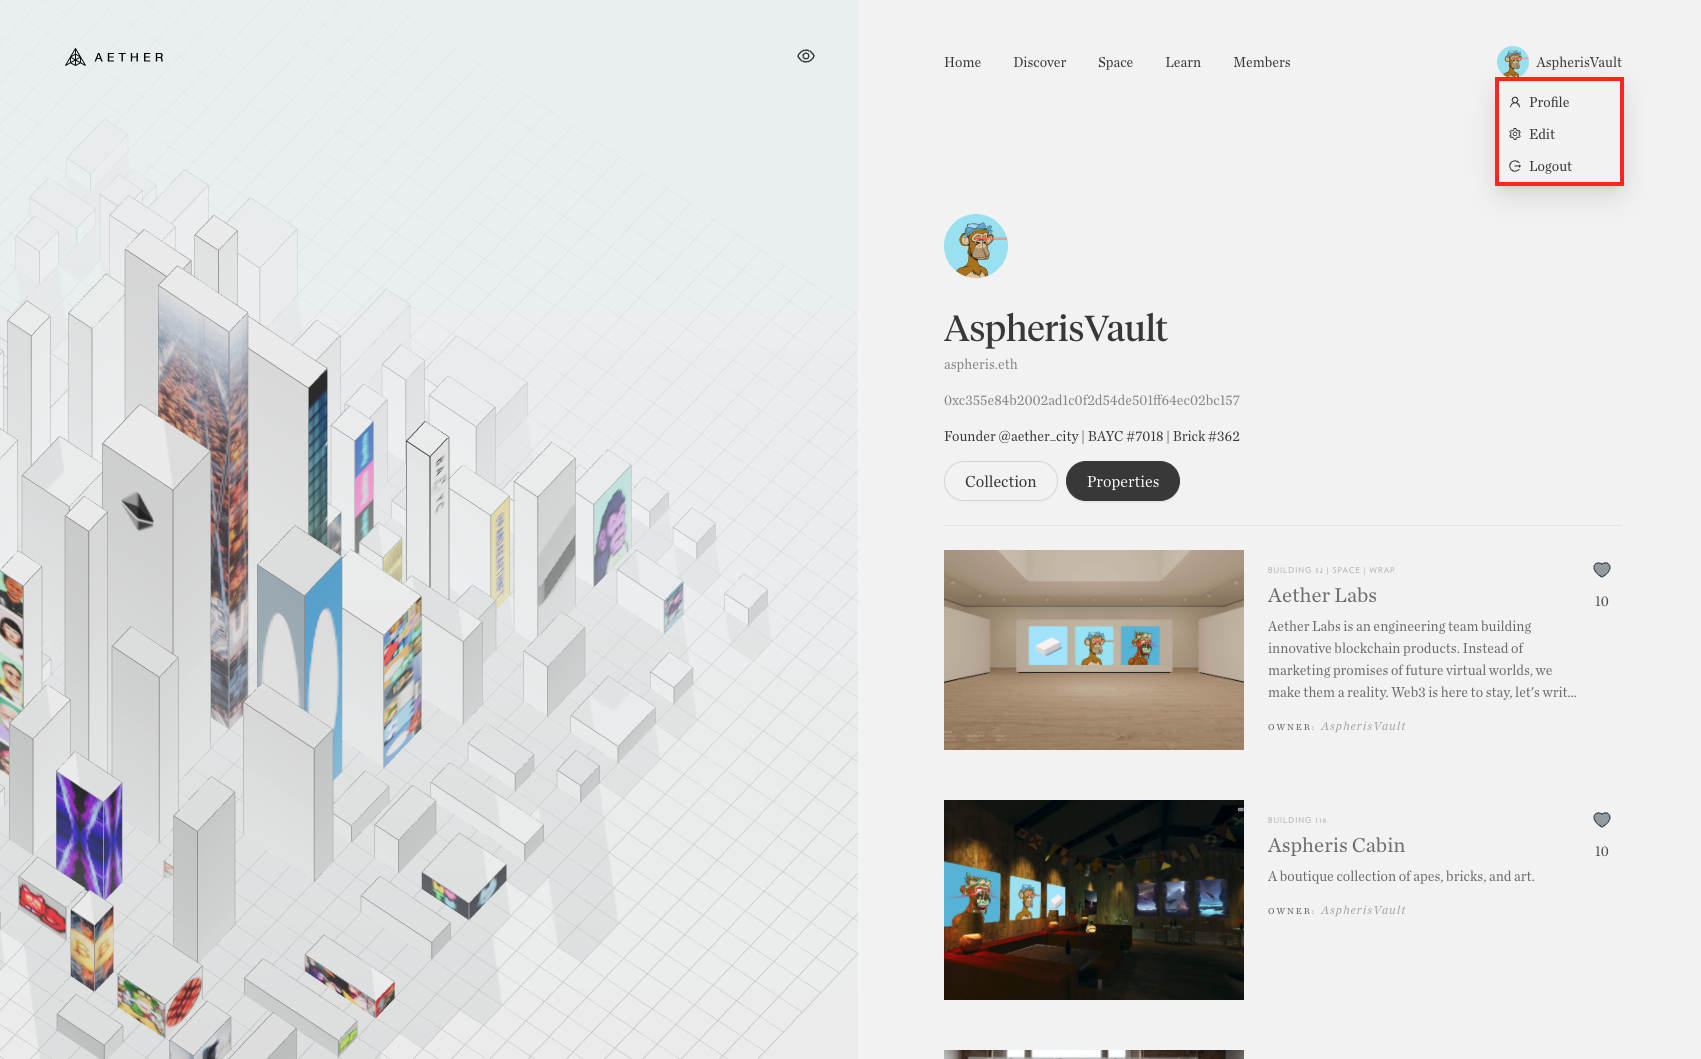 AETHER
Home
Discover
Space
Learn
Members
AspherisVault
Profile
Edit
Logout
AspherisVault
aspheris.eth
0xc355e84b2002ad1c0f2d54de501ff64ec02bc157
Founder @aether_city | BAYC #7018 | Brick #362
Collection
Properties
BUILDING 52 | SPACE | WRAP
Aether Labs
Aether Labs is an engineering team building
innovative blockchain products. Instead of
marketing promises of future virtual worlds, we
make them a reality. Web3 is here to stay, let's writ...
OWNER: AspherisVault
10
BUILDING 118
Aspheris Cabin
A boutique collection of apes, bricks, and art.
OWNER: AspherisVault
10